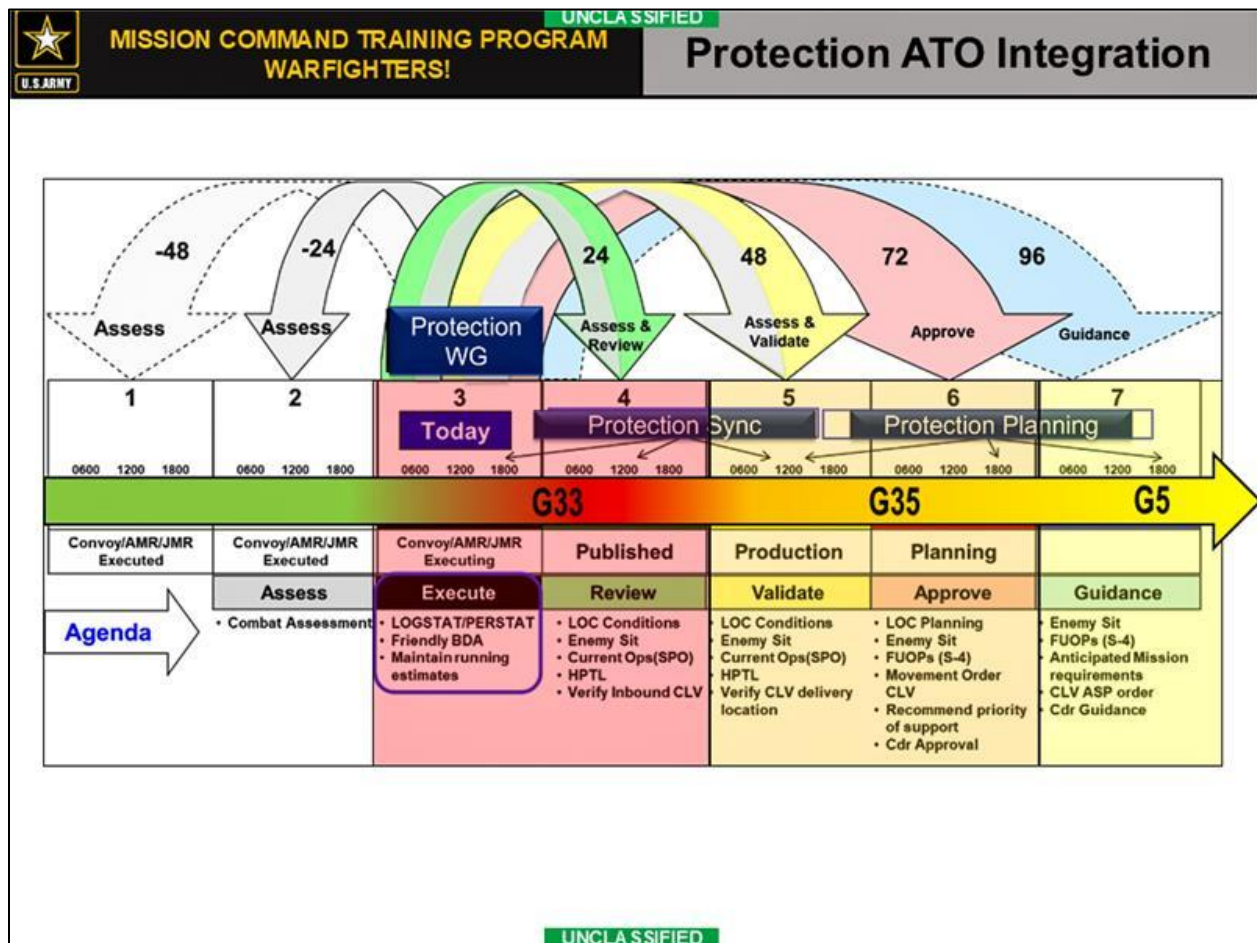 UNCLASSIFIED
U.S.ARMY
MISSION COMMAND TRAINING PROGRAM
WARFIGHTERS!
Protection ATO Integration
-48
-24
24
48
72
96
Assess
Assess
Protection
WG
Assess &
Review
Assess &
Validate
Approve
Guidance
1
2
3
4
5
6
7
Today
Protection Sync
Protection Planning
0600 1200 1800
0600 1200 1800
0600 1200 1800
0600 1200 1800
0600 1200 1800
0600 1200 1800
0600 1200 1800
G33
G35
G5
Convoy/AMR/JMR
Executed
Convoy/AMR/JMR
Executed
Convoy/AMR/JMR
Executing
Published
Production
Planning
Agenda
Assess
• Combat Assessment
Execute
• LOGSTAT/PERSTAT
• Friendly BDA
• Maintain running
estimates
Review
• LOC Conditions
• Enemy Sit
• Current Ops(SPO)
• HPTL
• Verify Inbound CLV
Validate
• LOC Conditions
• Enemy Sit
• Current Ops(SPO)
• HPTL
• Verify CLV delivery
location
Approve
• LOC Planning
• Enemy Sit
• FUOPs (S-4)
• Movement Order
CLV
• Recommend priority
of support
• Cdr Approval
Guidance
• Enemy Sit
• FUOPs (S-4)
• Anticipated Mission
requirements
• CLV ASP order
• Cdr Guidance
UNCLASSIFIED